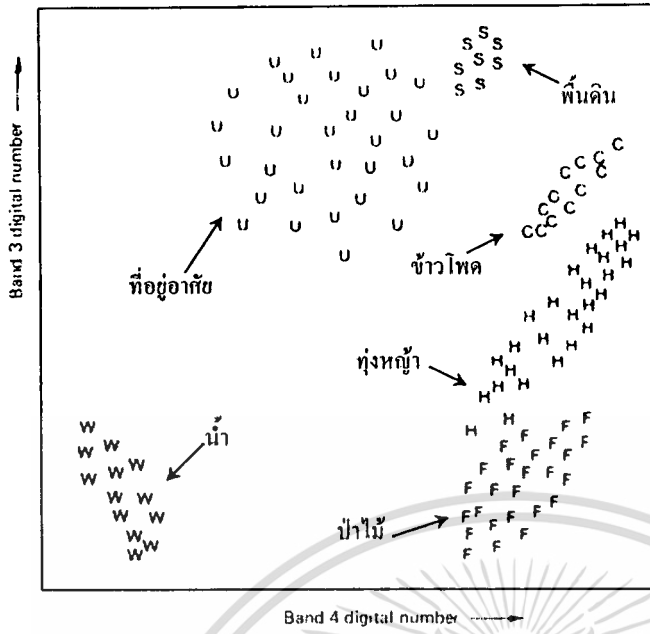 Band 3 digital number
U U U U U U U U U U U U U U U U U U U U U U U U U U U U
S S S S S S S S
พื้นดิน
C C C C C C C C C C C C C
ข้าวโพด
ที่อยู่อาศัย
H H H H H H H H H H H H H H H H H H H H H H H H H H H
ทุ่งหญ้า
W W W W W W W W W W W W
น้ำ
F F F F F F F F F F F F F F F F F F F F F F F
ป่าไม้
Band 4 digital number